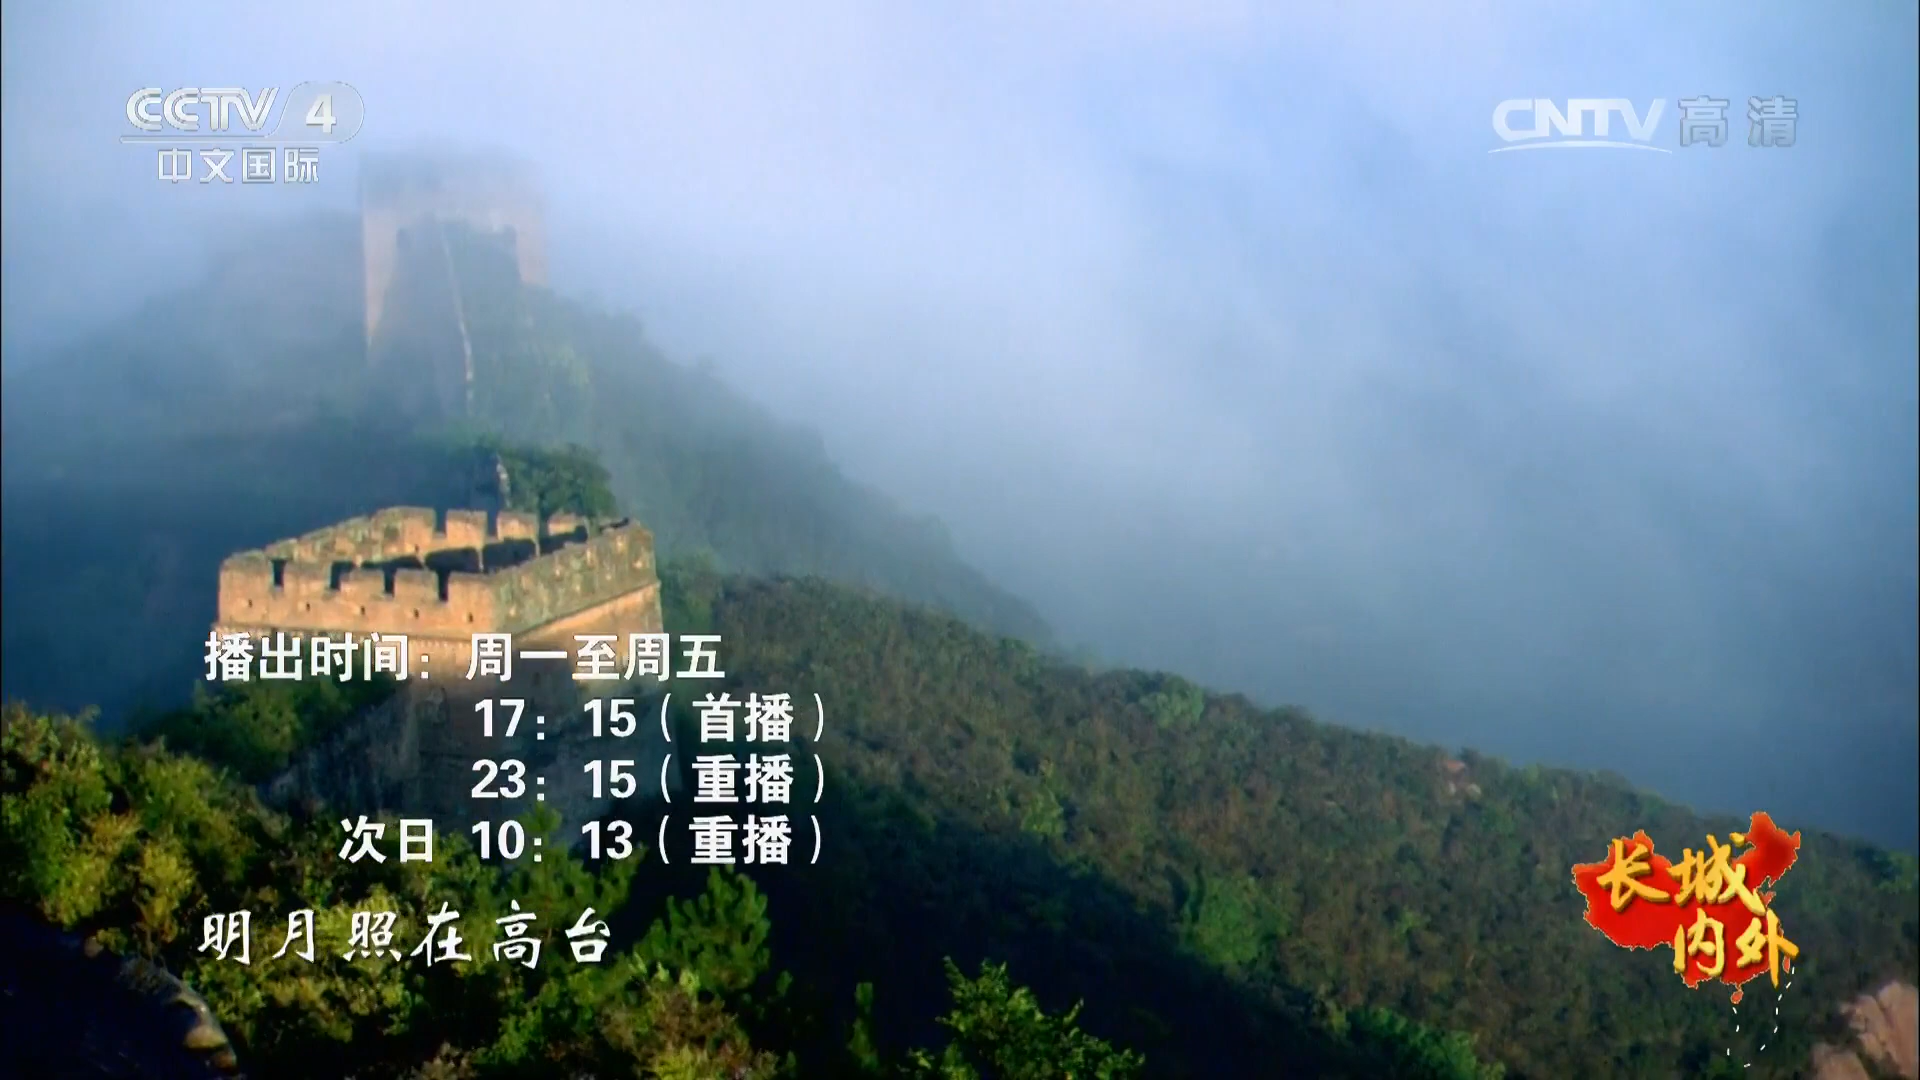 CCTV 4
中文国际
CNTV 高清
播出时间：周一至周五
17：15（首播）
23：15（重播）
次日 10：13（重播）
明月照在高台
长城
内外